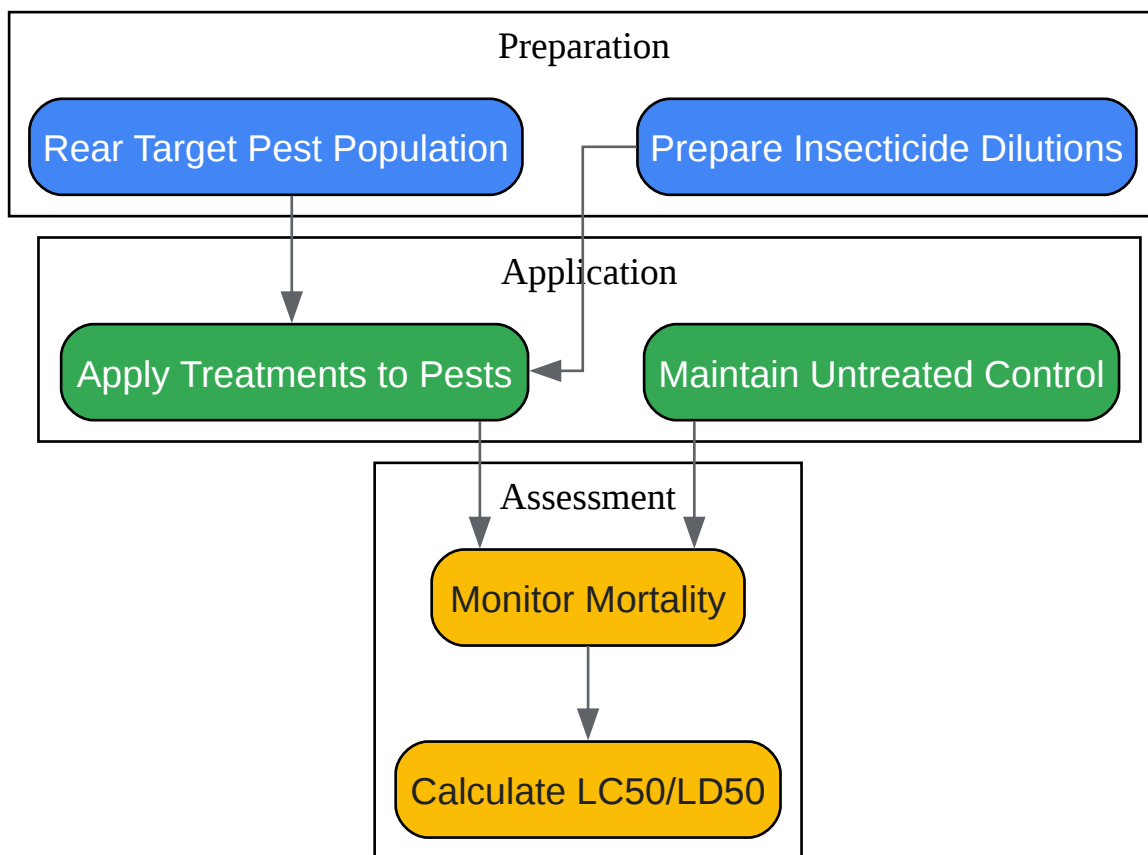 Preparation
Rear Target Pest Population
Prepare Insecticide Dilutions
Application
Apply Treatments to Pests
Maintain Untreated Control
Assessment
Monitor Mortality
Calculate LC50/LD50